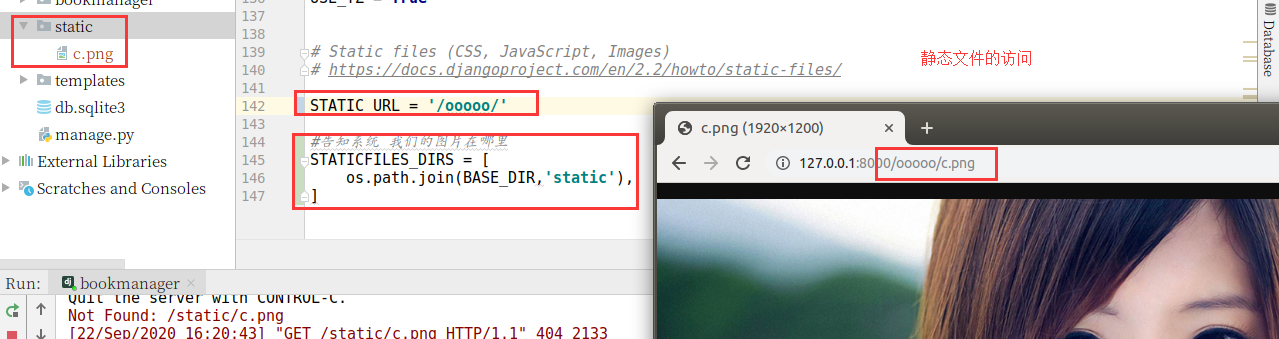 bookmanager
static
c.png
templates
db.sqlite3
manage.py
External Libraries
Scratches and Consoles
136
137
138
139 # Static files (CSS, JavaScript, Images)
140 # https://docs.djangoproject.com/en/2.2/howto/static-files/
141
142 STATIC_URL = '/ooooo/'
143
144 #告知系统 我们的图片在哪里
145 STATICFILES_DIRS = [
146 os.path.join(BASE_DIR,'static'),
147 ]
静态文件的访问
Database
c.png (1920×1200)
127.0.0.1:8000/ooooo/c.png
Run: bookmanager
Quit the server with CONTROL-C.
Not Found: /static/c.png
[22/Sep/2020 16:20:43] "GET /static/c.png HTTP/1.1" 404 2133